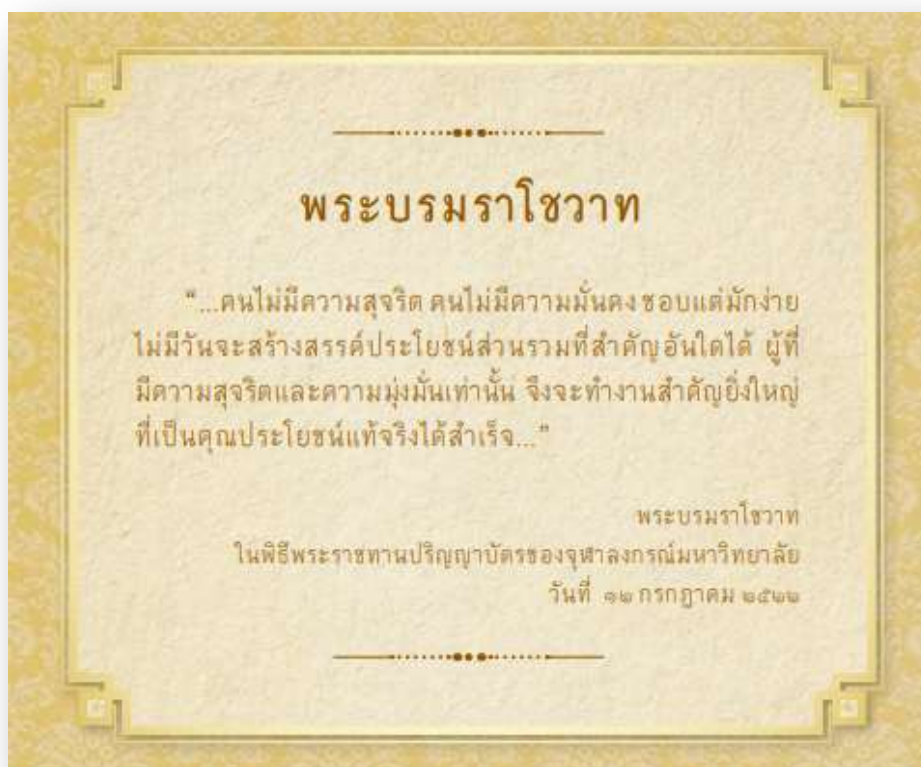 พระบรมราโชวาท
“...คนไม่มีความสุจริต คนไม่มีความมั่นคง ชอบแต่มักง่าย
ไม่มีวันจะสร้างสรรค์ประโยชน์ส่วนรวมที่สำคัญอันใดได้ ผู้ที่
มีความสุจริตและความมุ่งมั่นเท่านั้น จึงจะทำงานสำคัญยิ่งใหญ่
ที่เป็นคุณประโยชน์แท้จริงได้สำเร็จ...”
พระบรมราโชวาท
ในพิธีพระราชทานปริญญาบัตรของจุฬาลงกรณ์มหาวิทยาลัย
วันที่ ๑๒ กรกฎาคม ๒๕๒๒